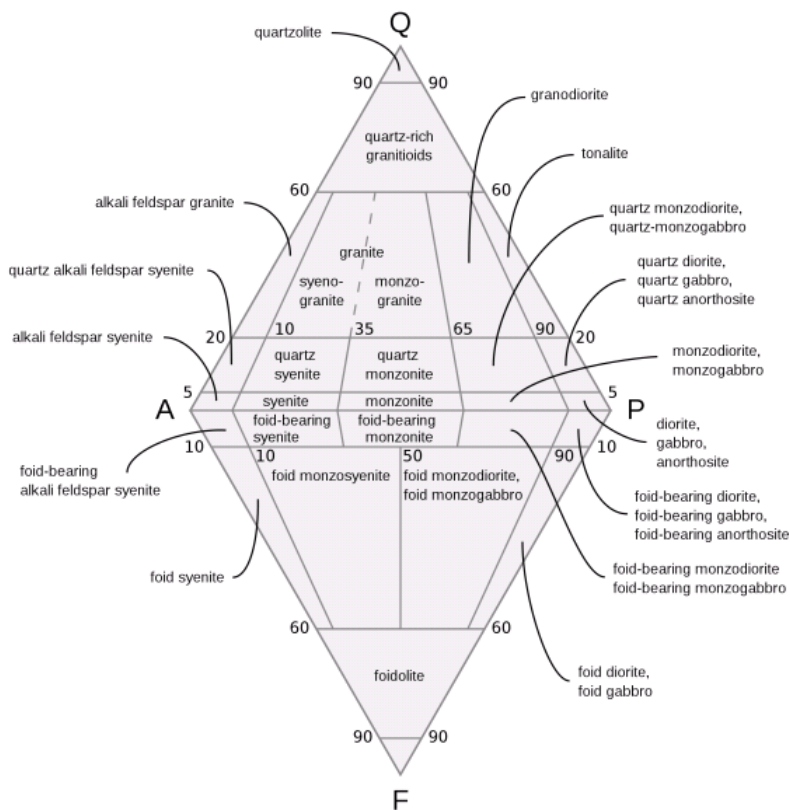 Q
quartzolite
90
90
granodiorite
quartz-rich
granitioids
tonalite
60
60
alkali feldspar granite
quartz monzodiorite,
quartz-monzogabbro
granite
quartz alkali feldspar syenite
quartz diorite,
quartz gabbro,
quartz anorthosite
syeno-
granite
monzo-
granite
20
10
35
65
90
20
alkali feldspar syenite
quartz
syenite
quartz
monzonite
monzodiorite,
monzogabbro
5
5
syenite
monzonite
A
P
foid-bearing
syenite
foid-bearing
monzonite
diorite,
gabbro,
anorthosite
10
10
50
90
10
foid-bearing
alkali feldspar syenite
foid monzosyenite
foid monzodiorite,
foid monzogabbro
foid-bearing diorite,
foid-bearing gabbro,
foid-bearing anorthosite
foid syenite
foid-bearing monzodiorite
foid-bearing monzogabbro
60
60
foidolite
foid diorite,
foid gabbro
90
90
F